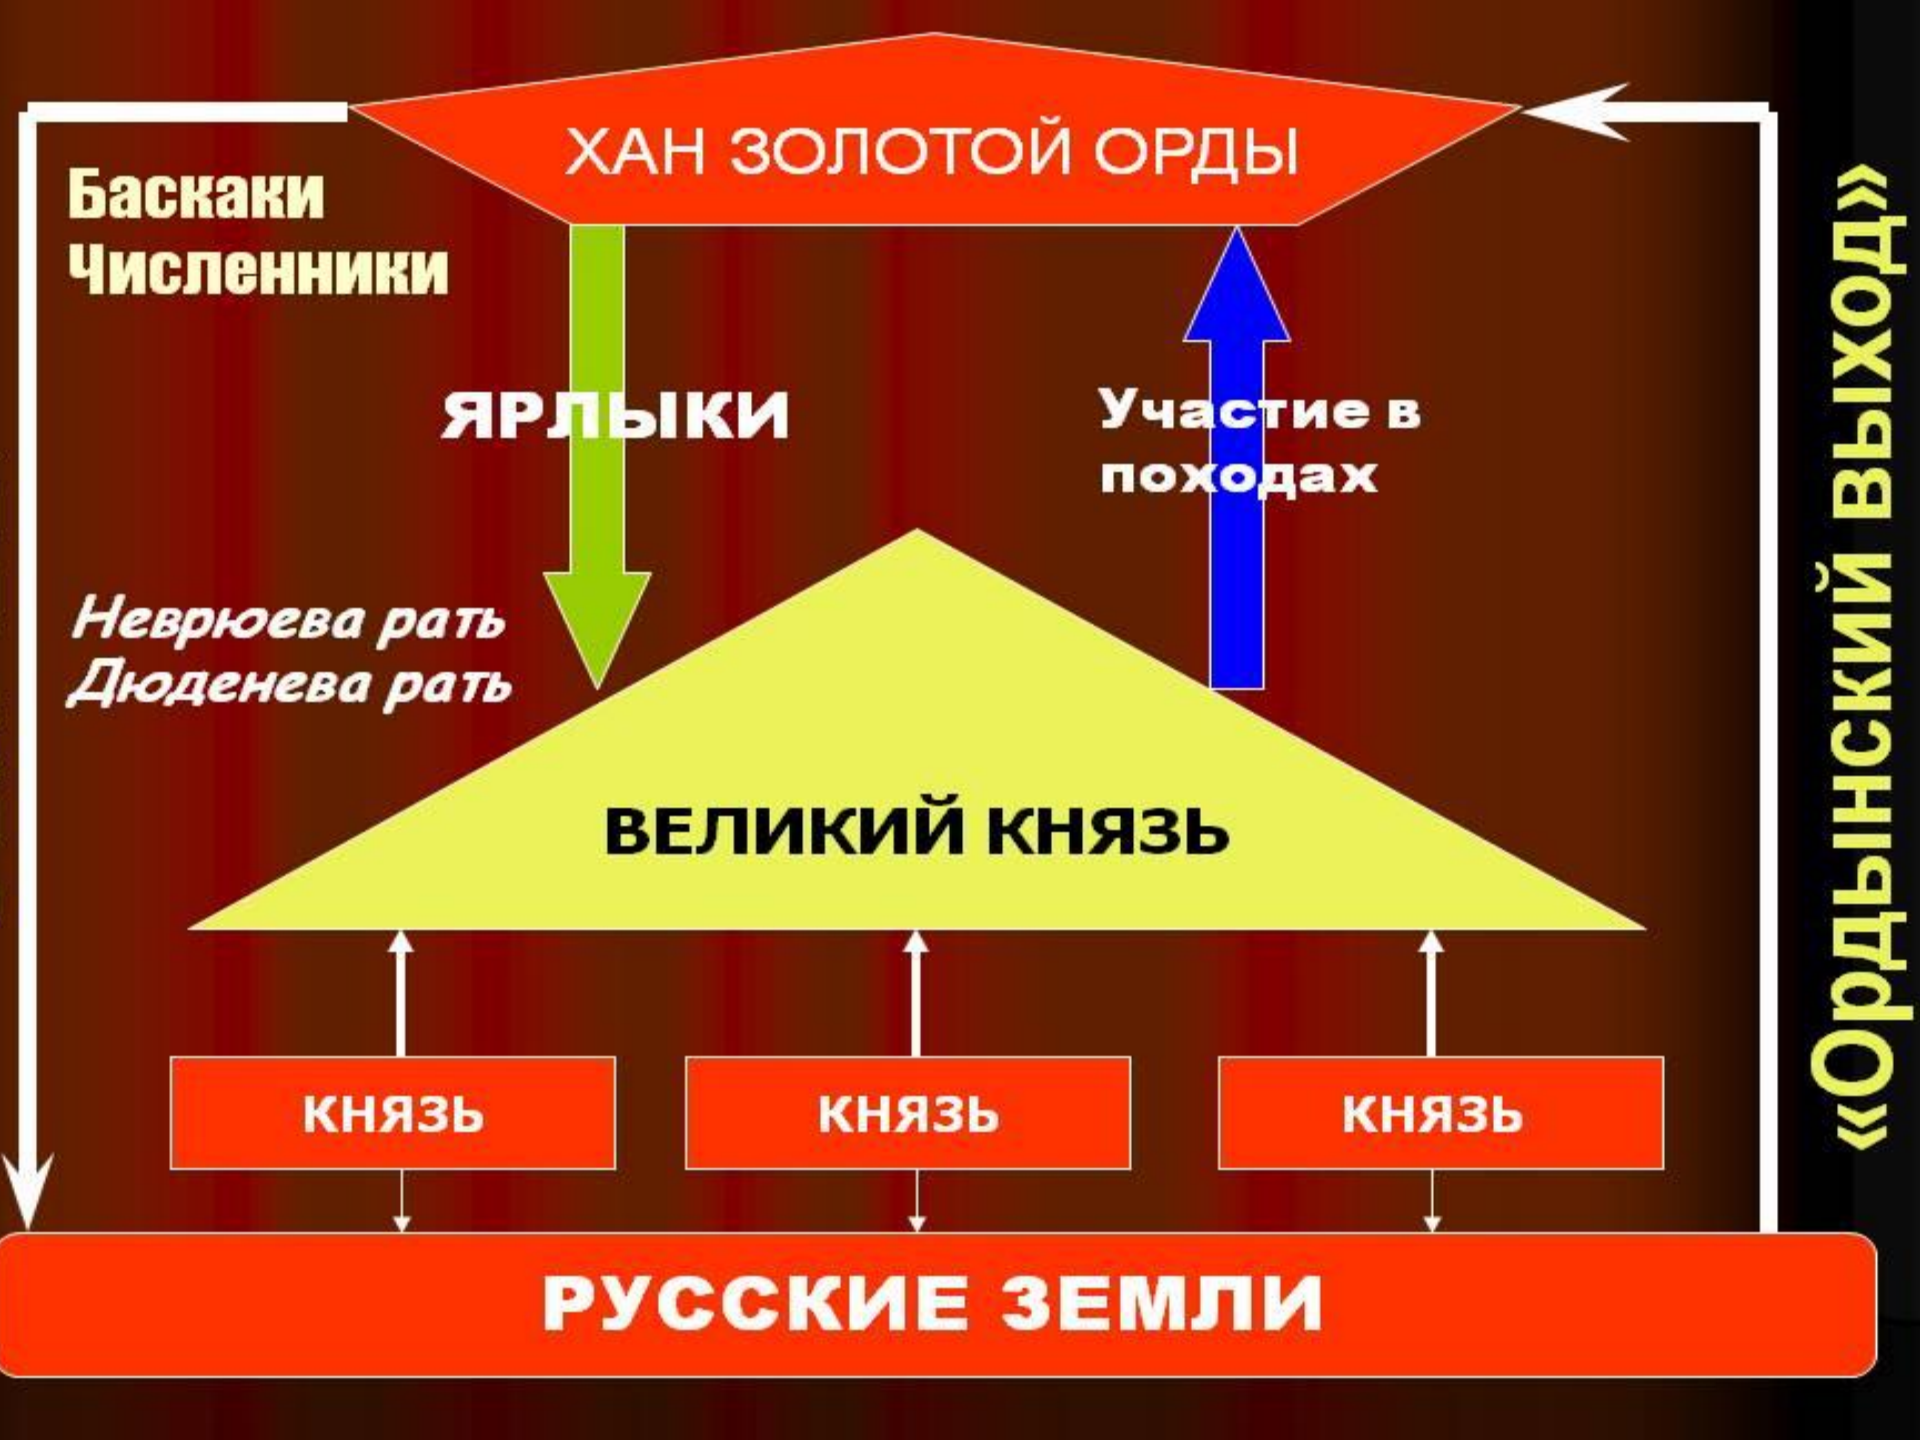 ХАН ЗОЛОТОЙ ОРДЫ
Баскаки
Численники
ЯРЛЫКИ
Участие в
походах
Неврюева рать
Дюденева рать
ВЕЛИКИЙ КНЯЗЬ
КНЯЗЬ
КНЯЗЬ
КНЯЗЬ
РУССКИЕ ЗЕМЛИ
«Ордынский выход»